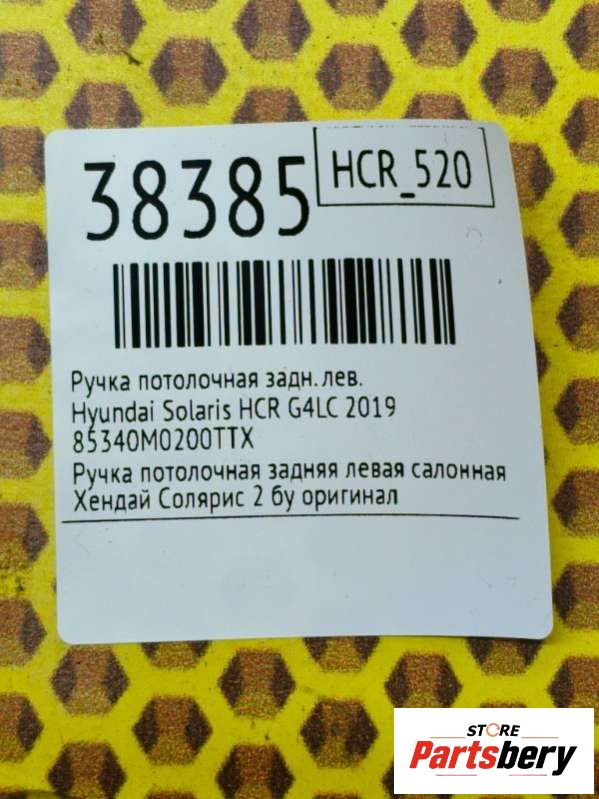 38385
HCR_520
Ручка потолочная задн. лев.
Hyundai Solaris HCR G4LC 2019
85340M0200TTX
Ручка потолочная задняя левая салонная
Хендай Солярис 2 бу оригинал
STORE
Partsbery